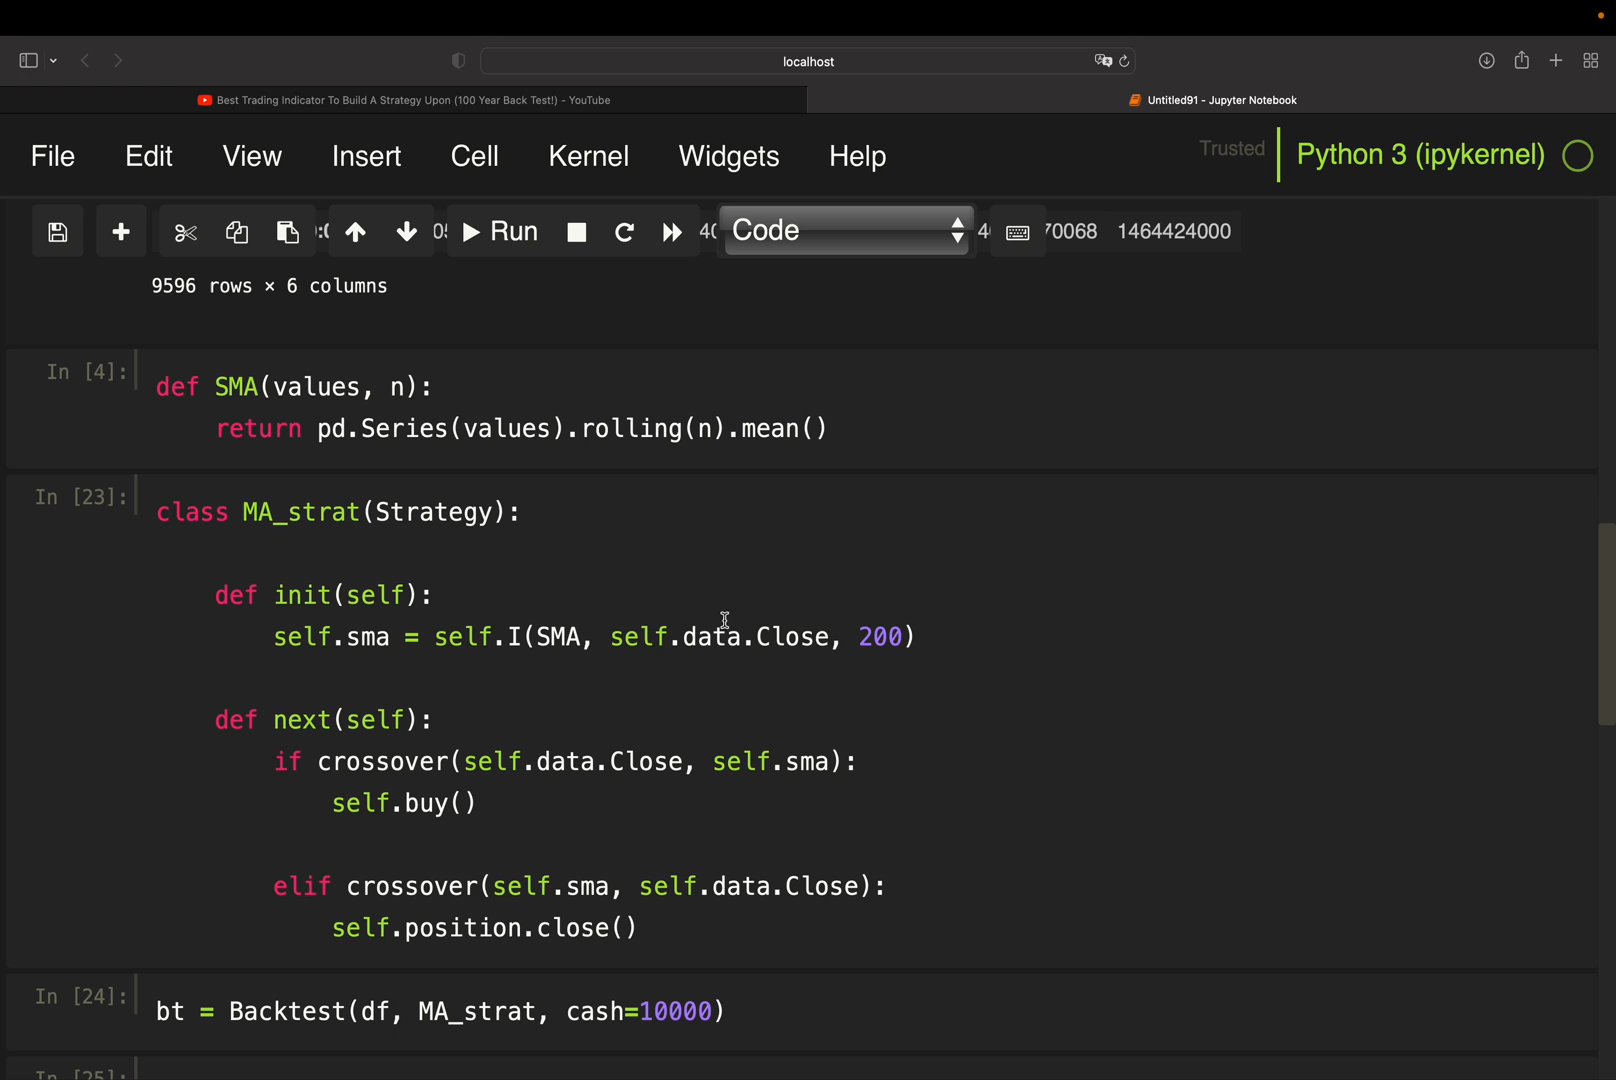 localhost
Best Trading Indicator To Build A Strategy Upon (100 Year Back Test!) - YouTube
Untitled91 - Jupyter Notebook
File Edit View Insert Cell Kernel Widgets Help
Trusted Python 3 (ipykernel)
Run Code 70068 1464424000
9596 rows × 6 columns
In [4]:
def SMA(values, n):
return pd.Series(values).rolling(n).mean()
In [23]:
class MA_strat(Strategy):
def init(self):
self.sma = self.I(SMA, self.data.Close, 200)
def next(self):
if crossover(self.data.Close, self.sma):
self.buy()
elif crossover(self.sma, self.data.Close):
self.position.close()
In [24]:
bt = Backtest(df, MA_strat, cash=10000)
In [25]: